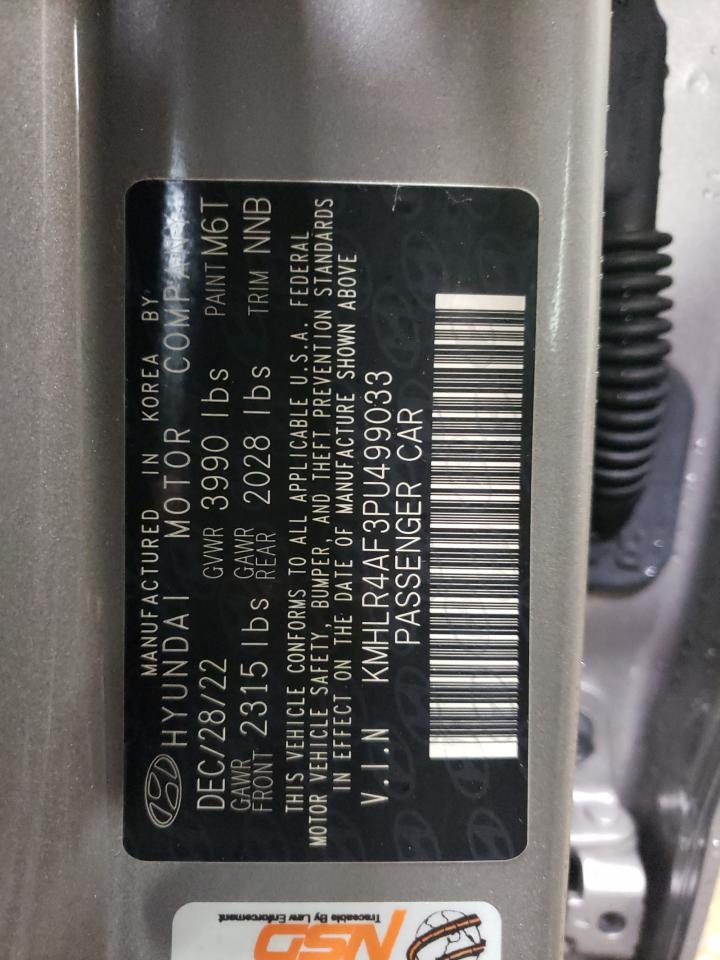 MANUFACTURED IN KOREA BY
HYUNDAI MOTOR COMPANY
DEC/28/22 GVWR 3990 lbs PAINT M6T
GAWR FRONT 2315 lbs GAWR REAR 2028 lbs TRIM NNB
THIS VEHICLE CONFORMS TO ALL APPLICABLE U.S.A. FEDERAL
MOTOR VEHICLE SAFETY, BUMPER, AND THEFT PREVENTION STANDARDS
IN EFFECT ON THE DATE OF MANUFACTURE SHOWN ABOVE
V.I.N KMHLR4AF3PU499033
PASSENGER CAR
NSD
Traceable By Law Enforcement